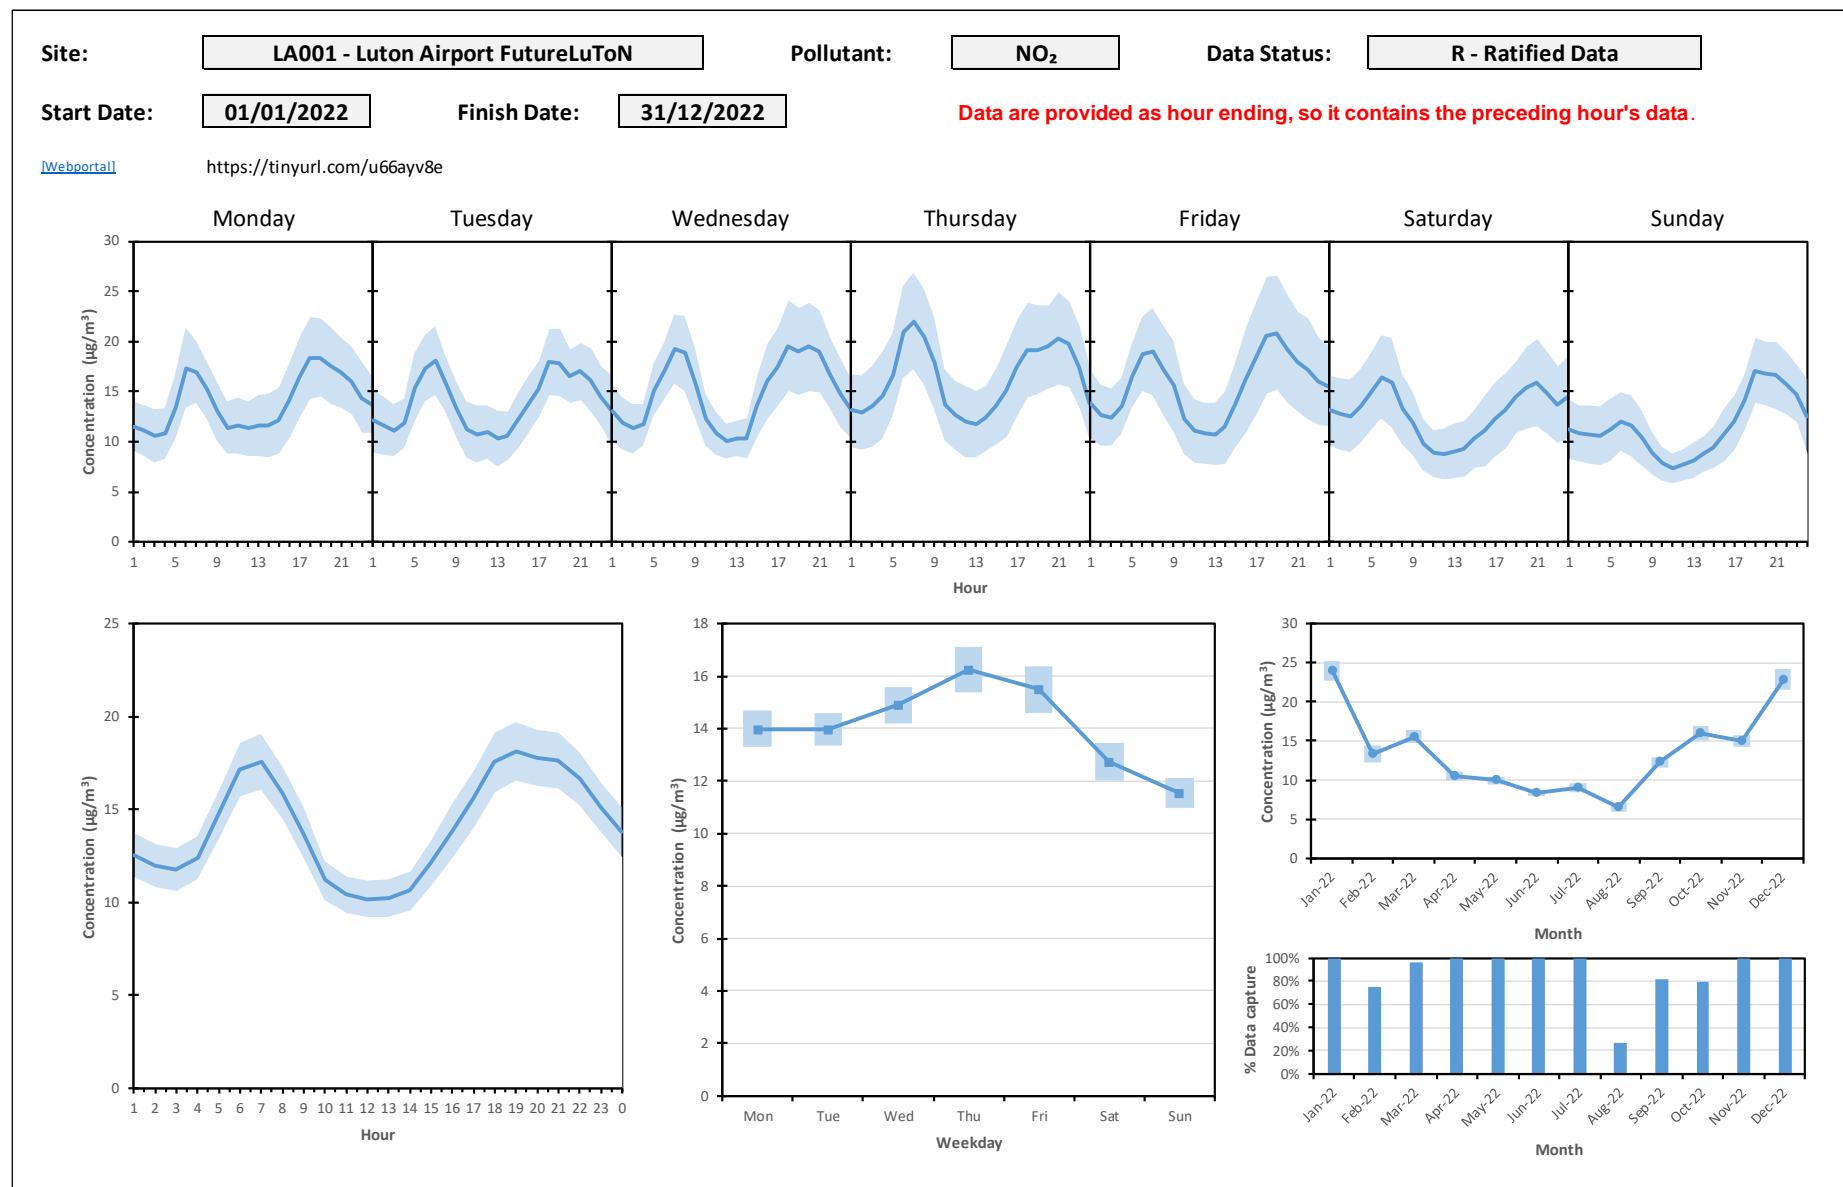 Site: LA001 - Luton Airport FutureLuToN Pollutant: NO₂ Data Status: R - Ratified Data
Start Date: 01/01/2022 Finish Date: 31/12/2022 Data are provided as hour ending, so it contains the preceding hour's data.
[Webportal] https://tinyurl.com/u66ayv8e
Monday Tuesday Wednesday Thursday Friday Saturday Sunday
Concentration (µg/m³)
30
25
20
15
10
5
0
1 5 9 13 17 21 1 5 9 13 17 21 1 5 9 13 17 21 1 5 9 13 17 21 1 5 9 13 17 21 1 5 9 13 17 21 1 5 9 13 17 21
Hour
Concentration (µg/m³)
25
20
15
10
5
0
1 2 3 4 5 6 7 8 9 10 11 12 13 14 15 16 17 18 19 20 21 22 23 0
Hour
Concentration (µg/m³)
18
16
14
12
10
8
6
4
2
0
Mon Tue Wed Thu Fri Sat Sun
Weekday
Concentration (µg/m³)
30
25
20
15
10
5
0
Jan-22 Feb-22 Mar-22 Apr-22 May-22 Jun-22 Jul-22 Aug-22 Sep-22 Oct-22 Nov-22 Dec-22
Month
% Data capture
100%
80%
60%
40%
20%
0%
Jan-22 Feb-22 Mar-22 Apr-22 May-22 Jun-22 Jul-22 Aug-22 Sep-22 Oct-22 Nov-22 Dec-22
Month